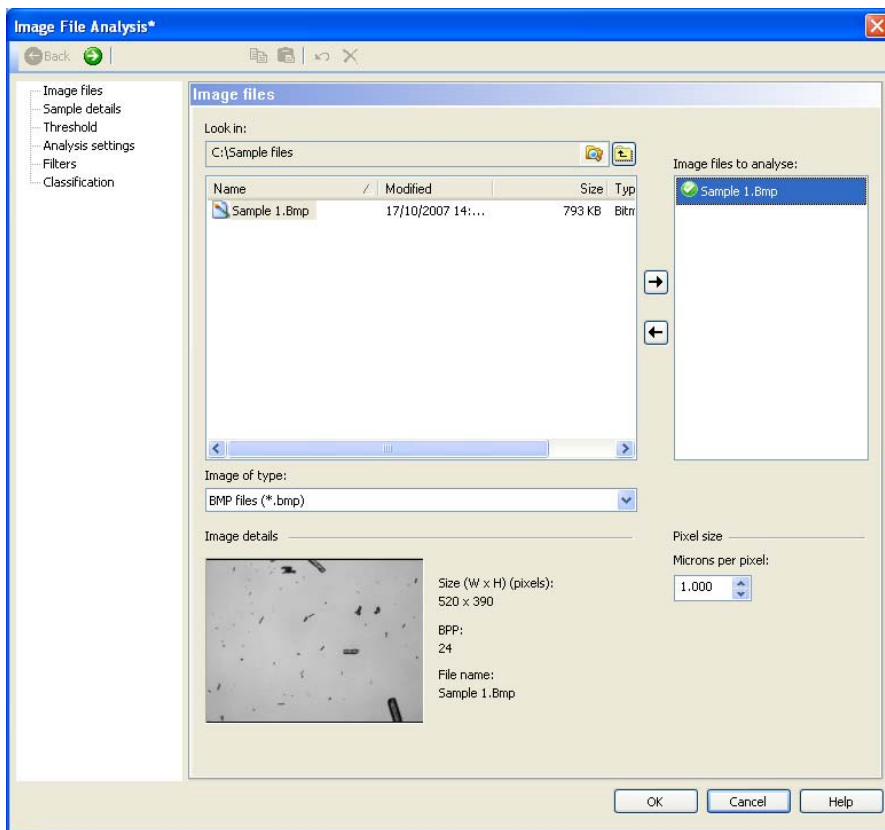 Image File Analysis*
Back
Image files
Sample details
Threshold
Analysis settings
Filters
Classification
Image files
Look in:
C:\Sample files
Name / Modified Size Typ
Sample 1.Bmp 17/10/2007 14:... 793 KB Bitm
Image files to analyse:
Sample 1.Bmp
Image of type:
BMP files (*.bmp)
Image details
Size (W x H) (pixels):
520 x 390
BPP:
24
File name:
Sample 1.Bmp
Pixel size
Microns per pixel:
1.000
OK Cancel Help